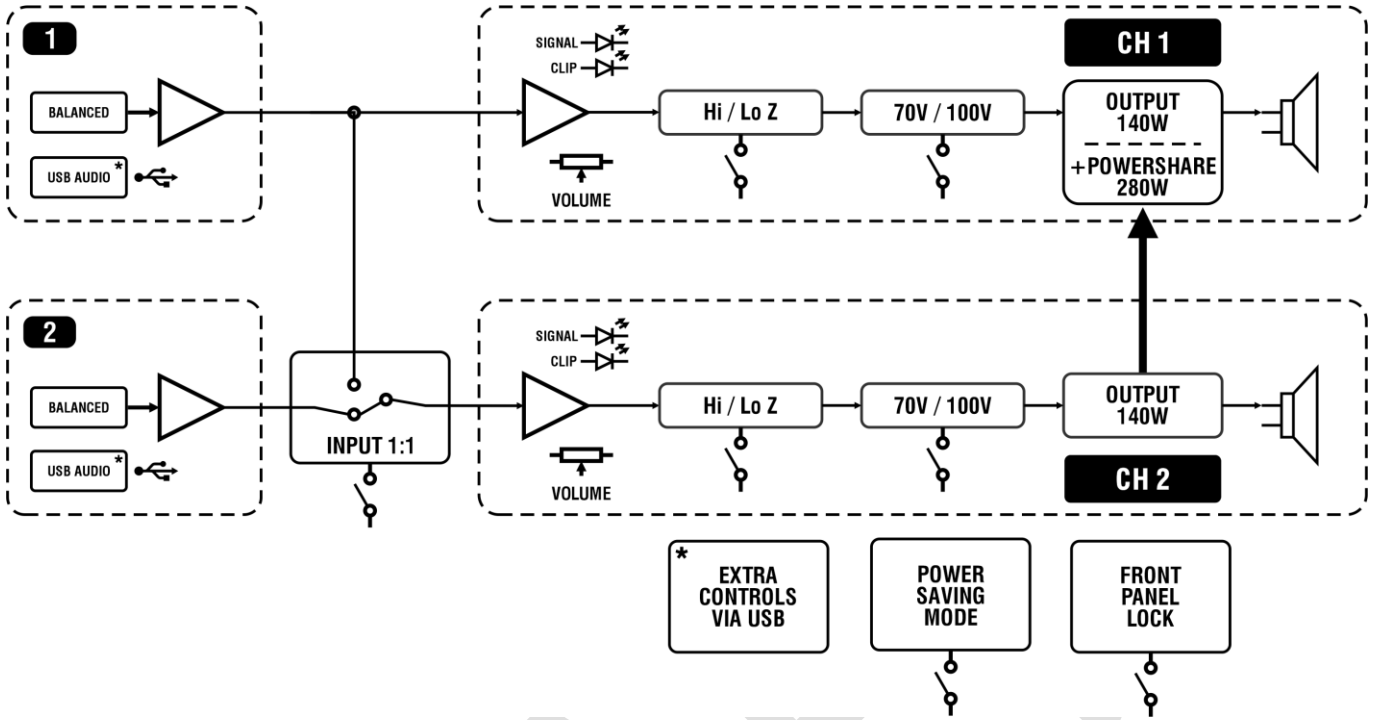 1
BALANCED
USB AUDIO *
SIGNAL
CLIP
VOLUME
Hi / Lo Z
70V / 100V
CH 1
OUTPUT
140W
+POWERSHARE
280W
2
BALANCED
USB AUDIO *
INPUT 1:1
SIGNAL
CLIP
VOLUME
Hi / Lo Z
70V / 100V
OUTPUT
140W
CH 2
* EXTRA
CONTROLS
VIA USB
POWER
SAVING
MODE
FRONT
PANEL
LOCK